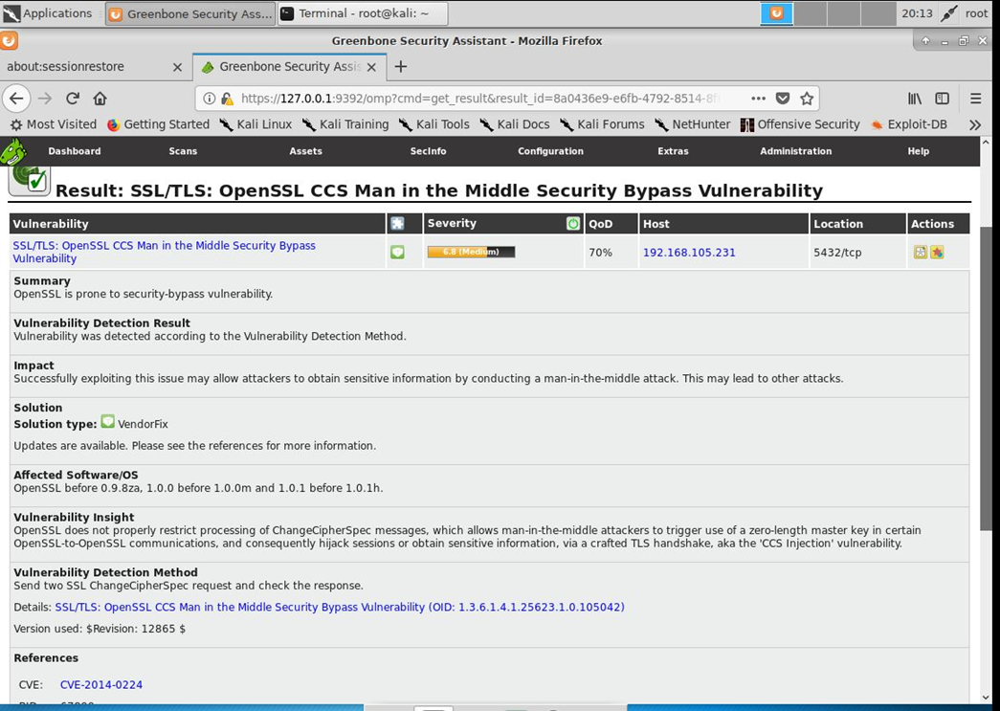 Applications
Greenbone Security Ass...
Terminal - root@kali: ~
20:13
root
Greenbone Security Assistant - Mozilla Firefox
about:sessionrestore
Greenbone Security Assis
https://127.0.0.1:9392/omp?cmd=get_result&result_id=8a0436e9-e6fb-4792-8514-8f
Most Visited Getting Started Kali Linux Kali Training Kali Tools Kali Docs Kali Forums NetHunter Offensive Security Exploit-DB
Dashboard Scans Assets SecInfo Configuration Extras Administration Help
Result: SSL/TLS: OpenSSL CCS Man in the Middle Security Bypass Vulnerability
Vulnerability Severity QoD Host Location Actions
SSL/TLS: OpenSSL CCS Man in the Middle Security Bypass
Vulnerability
6.8 (Medium) 70% 192.168.105.231 5432/tcp
Summary
OpenSSL is prone to security-bypass vulnerability.
Vulnerability Detection Result
Vulnerability was detected according to the Vulnerability Detection Method.
Impact
Successfully exploiting this issue may allow attackers to obtain sensitive information by conducting a man-in-the-middle attack. This may lead to other attacks.
Solution
Solution type: VendorFix
Updates are available. Please see the references for more information.
Affected Software/OS
OpenSSL before 0.9.8za, 1.0.0 before 1.0.0m and 1.0.1 before 1.0.1h.
Vulnerability Insight
OpenSSL does not properly restrict processing of ChangeCipherSpec messages, which allows man-in-the-middle attackers to trigger use of a zero-length master key in certain
OpenSSL-to-OpenSSL communications, and consequently hijack sessions or obtain sensitive information, via a crafted TLS handshake, aka the 'CCS Injection' vulnerability.
Vulnerability Detection Method
Send two SSL ChangeCipherSpec request and check the response.
Details: SSL/TLS: OpenSSL CCS Man in the Middle Security Bypass Vulnerability (OID: 1.3.6.1.4.1.25623.1.0.105042)
Version used: $Revision: 12865 $
References
CVE: CVE-2014-0224